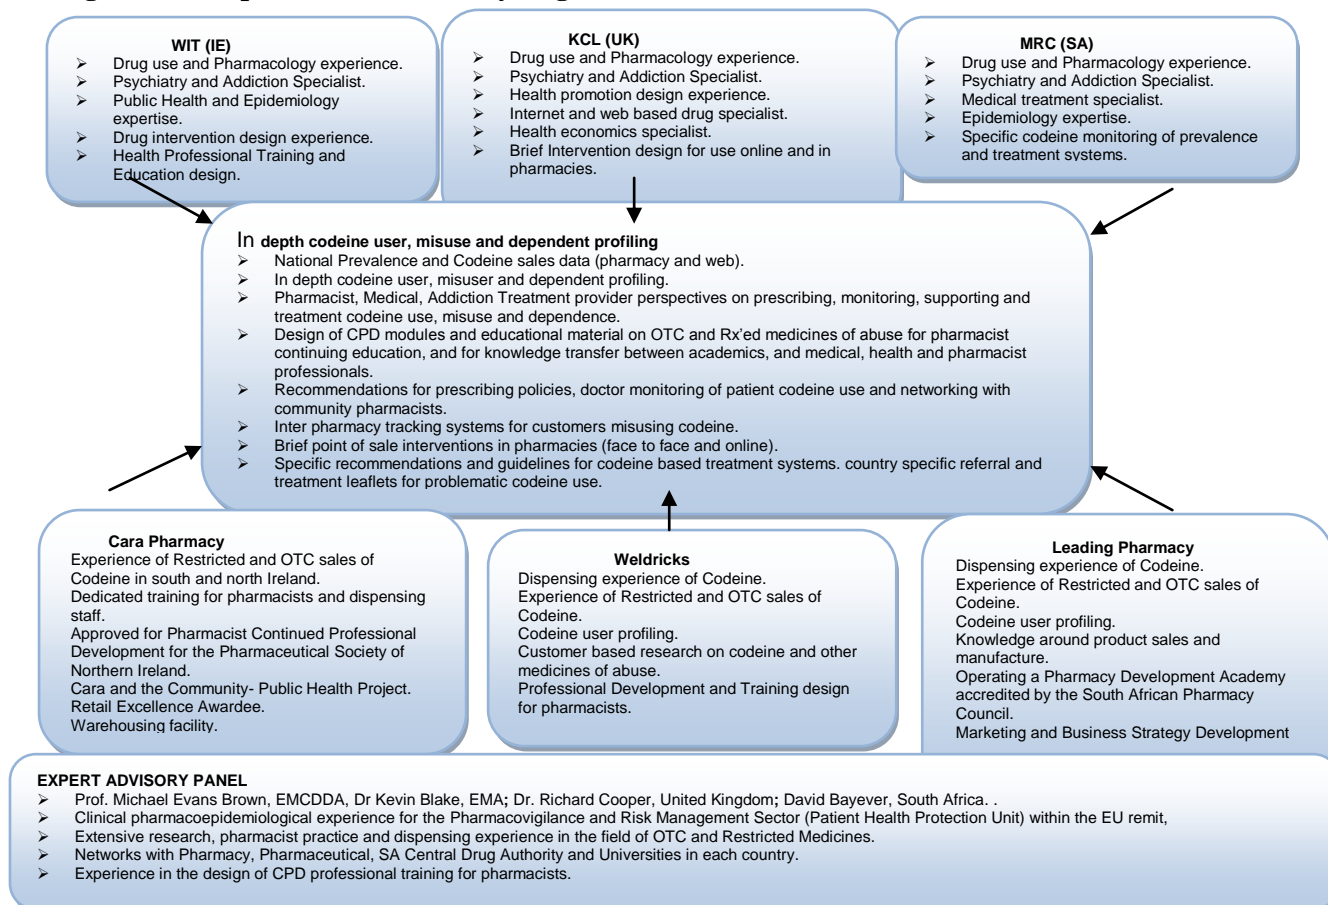 WIT (IE)
➢ Drug use and Pharmacology experience.
➢ Psychiatry and Addiction Specialist.
➢ Public Health and Epidemiology
expertise.
➢ Drug intervention design experience.
➢ Health Professional Training and
Education design.
KCL (UK)
➢ Drug use and Pharmacology experience.
➢ Psychiatry and Addiction Specialist.
➢ Health promotion design experience.
➢ Internet and web based drug specialist.
➢ Health economics specialist.
➢ Brief Intervention design for use online and in
pharmacies.
MRC (SA)
➢ Drug use and Pharmacology experience.
➢ Psychiatry and Addiction Specialist.
➢ Medical treatment specialist.
➢ Epidemiology expertise.
➢ Specific codeine monitoring of prevalence
and treatment systems.
In depth codeine user, misuse and dependent profiling
➢ National Prevalence and Codeine sales data (pharmacy and web).
➢ In depth codeine user, misuser and dependent profiling.
➢ Pharmacist, Medical, Addiction Treatment provider perspectives on prescribing, monitoring, supporting and
treatment codeine use, misuse and dependence.
➢ Design of CPD modules and educational material on OTC and Rx'ed medicines of abuse for pharmacist
continuing education, and for knowledge transfer between academics, and medical, health and pharmacist
professionals.
➢ Recommendations for prescribing policies, doctor monitoring of patient codeine use and networking with
community pharmacists.
➢ Inter pharmacy tracking systems for customers misusing codeine.
➢ Brief point of sale interventions in pharmacies (face to face and online).
➢ Specific recommendations and guidelines for codeine based treatment systems. country specific referral and
treatment leaflets for problematic codeine use.
Cara Pharmacy
Experience of Restricted and OTC sales of
Codeine in south and north Ireland.
Dedicated training for pharmacists and dispensing
staff.
Approved for Pharmacist Continued Professional
Development for the Pharmaceutical Society of
Northern Ireland.
Cara and the Community- Public Health Project.
Retail Excellence Awardee.
Warehousing facility.
Weldricks
Dispensing experience of Codeine.
Experience of Restricted and OTC sales of
Codeine.
Codeine user profiling.
Customer based research on codeine and other
medicines of abuse.
Professional Development and Training design
for pharmacists.
Leading Pharmacy
Dispensing experience of Codeine.
Experience of Restricted and OTC sales of
Codeine.
Codeine user profiling.
Knowledge around product sales and
manufacture.
Operating a Pharmacy Development Academy
accredited by the South African Pharmacy
Council.
Marketing and Business Strategy Development
EXPERT ADVISORY PANEL
➢ Prof. Michael Evans Brown, EMCDDA, Dr Kevin Blake, EMA; Dr. Richard Cooper, United Kingdom; David Bayever, South Africa. .
➢ Clinical pharmacoepidemiological experience for the Pharmacovigilance and Risk Management Sector (Patient Health Protection Unit) within the EU remit,
➢ Extensive research, pharmacist practice and dispensing experience in the field of OTC and Restricted Medicines.
➢ Networks with Pharmacy, Pharmaceutical, SA Central Drug Authority and Universities in each country.
➢ Experience in the design of CPD professional training for pharmacists.